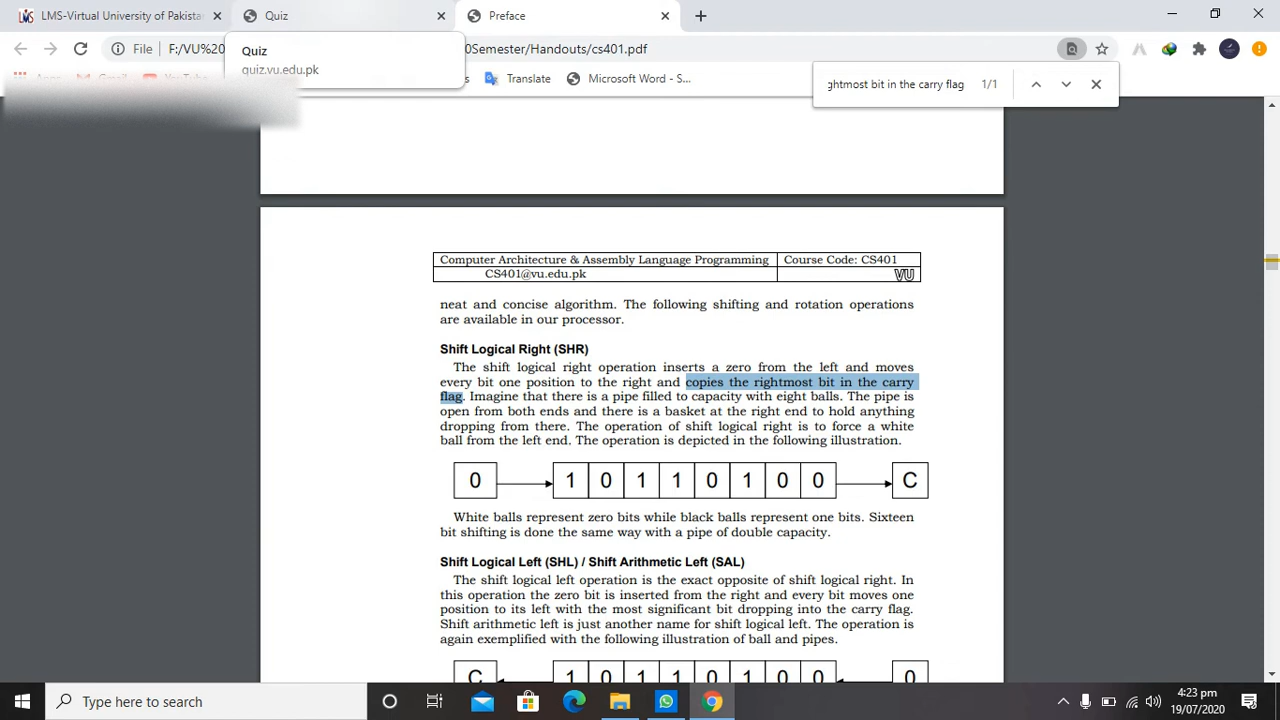 LMS-Virtual University of Pakistan
Quiz
Preface
File
F:/VU%20
0Semester/Handouts/cs401.pdf
Quiz
quiz.vu.edu.pk
Apps
Gmail
YouTube
Translate
Microsoft Word - S...
ghtmost bit in the carry flag 1/1
Computer Architecture & Assembly Language Programming Course Code: CS401
CS401@vu.edu.pk VU
neat and concise algorithm. The following shifting and rotation operations
are available in our processor.
Shift Logical Right (SHR)
The shift logical right operation inserts a zero from the left and moves
every bit one position to the right and copies the rightmost bit in the carry
flag. Imagine that there is a pipe filled to capacity with eight balls. The pipe is
open from both ends and there is a basket at the right end to hold anything
dropping from there. The operation of shift logical right is to force a white
ball from the left end. The operation is depicted in the following illustration.
0 1 0 1 1 0 1 0 0 C
White balls represent zero bits while black balls represent one bits. Sixteen
bit shifting is done the same way with a pipe of double capacity.
Shift Logical Left (SHL) / Shift Arithmetic Left (SAL)
The shift logical left operation is the exact opposite of shift logical right. In
this operation the zero bit is inserted from the right and every bit moves one
position to its left with the most significant bit dropping into the carry flag.
Shift arithmetic left is just another name for shift logical left. The operation is
again exemplified with the following illustration of ball and pipes.
C 1 0 1 1 0 1 0 0 0
Type here to search
4:23 pm
19/07/2020